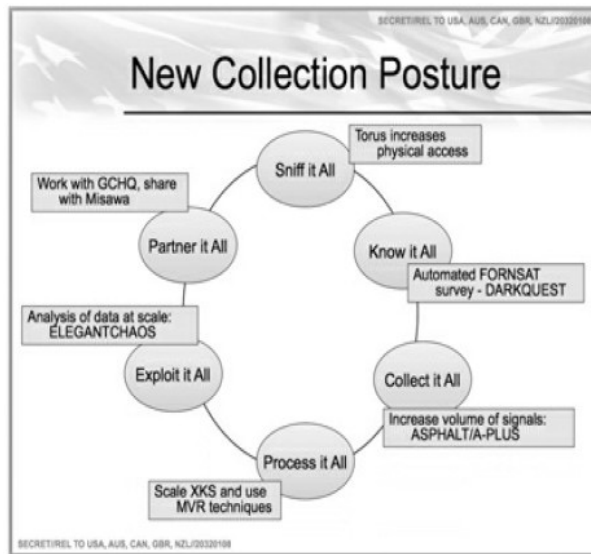 SECRET//REL TO USA, AUS, CAN, GBR, NZL//20320108
New Collection Posture
Torus increases
physical access
Sniff it All
Work with GCHQ, share
with Misawa
Partner it All
Know it All
Automated FORNSAT
survey - DARKQUEST
Analysis of data at scale:
ELEGANTCHAOS
Exploit it All
Collect it All
Increase volume of signals:
ASPHALT/A-PLUS
Process it All
Scale XKS and use
MVR techniques
SECRET//REL TO USA, AUS, CAN, GBR, NZL//20320108